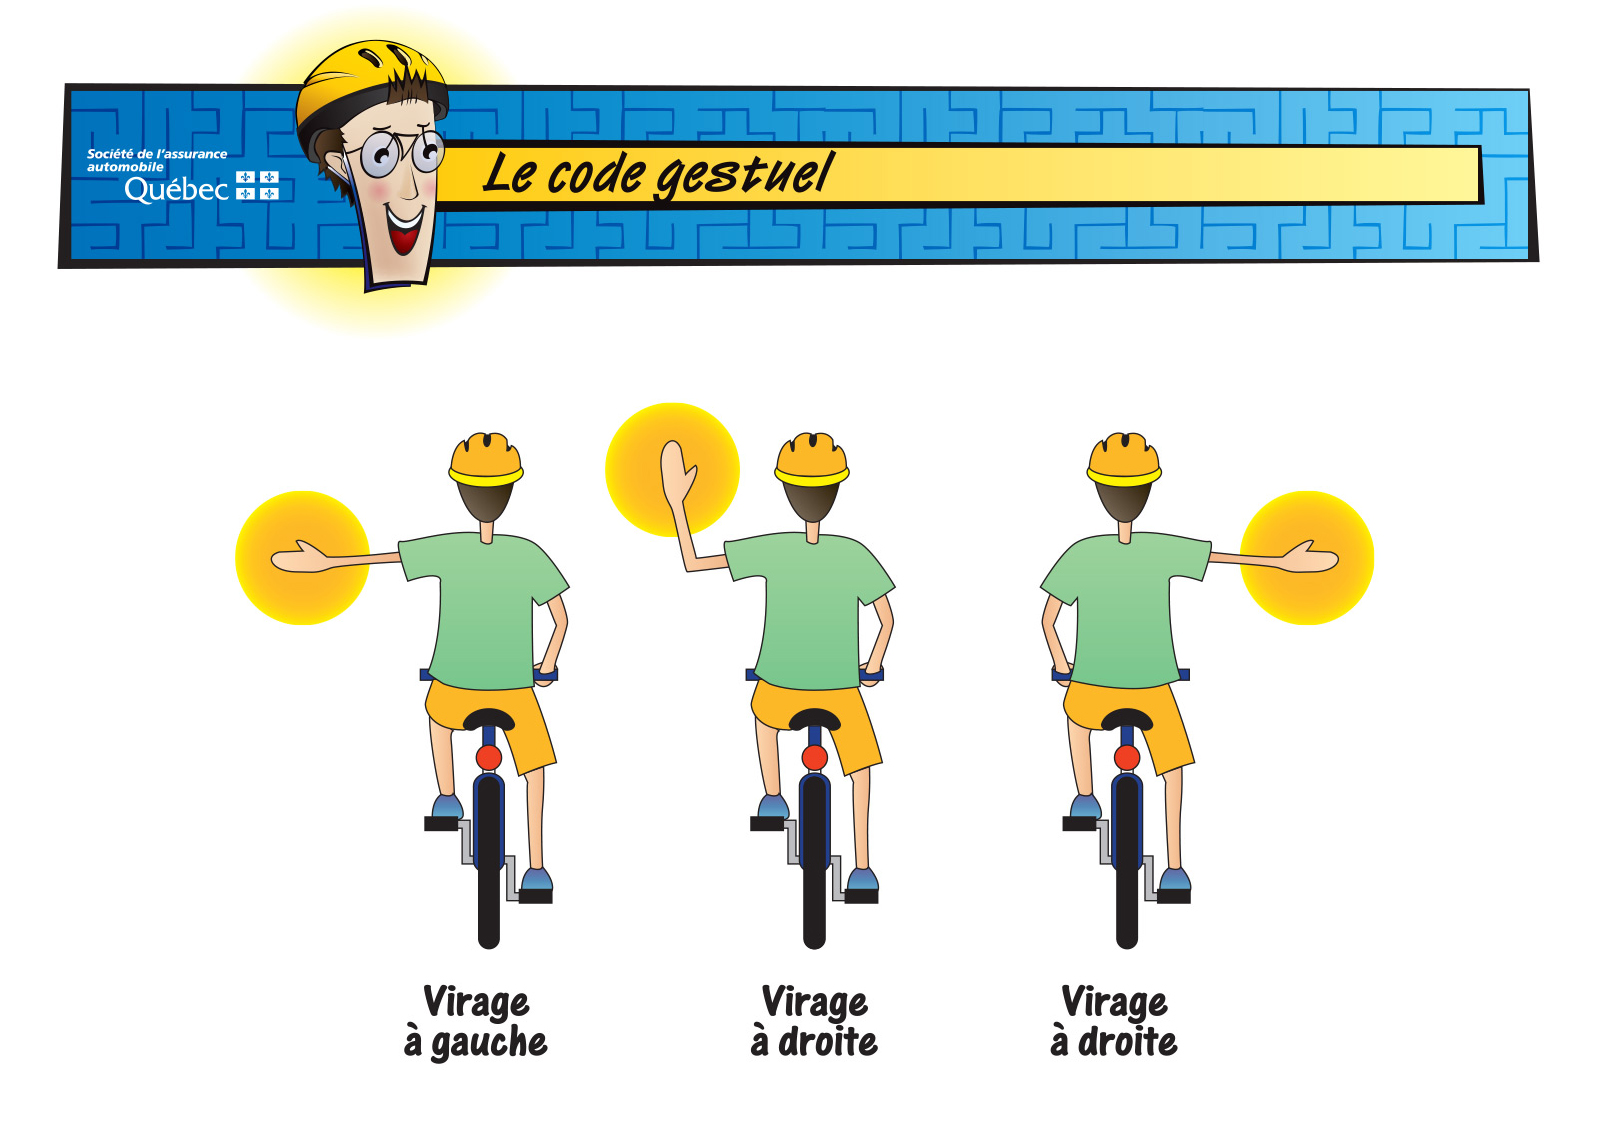 Société de l'assurance
automobile
Québec
Le code gestuel
Virage
à gauche
Virage
à droite
Virage
à droite